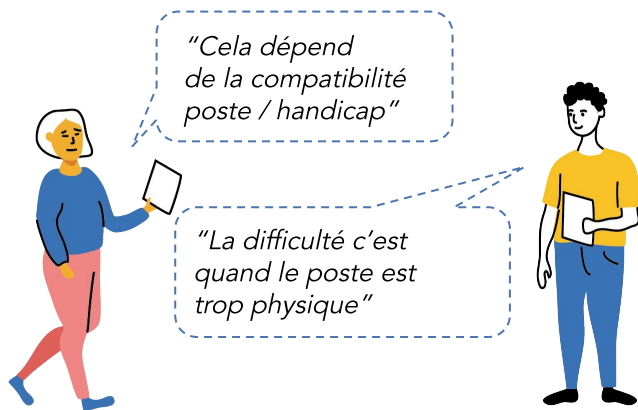 “Cela dépend
de la compatibilité
poste / handicap”
“La difficulté c’est
quand le poste est
trop physique”